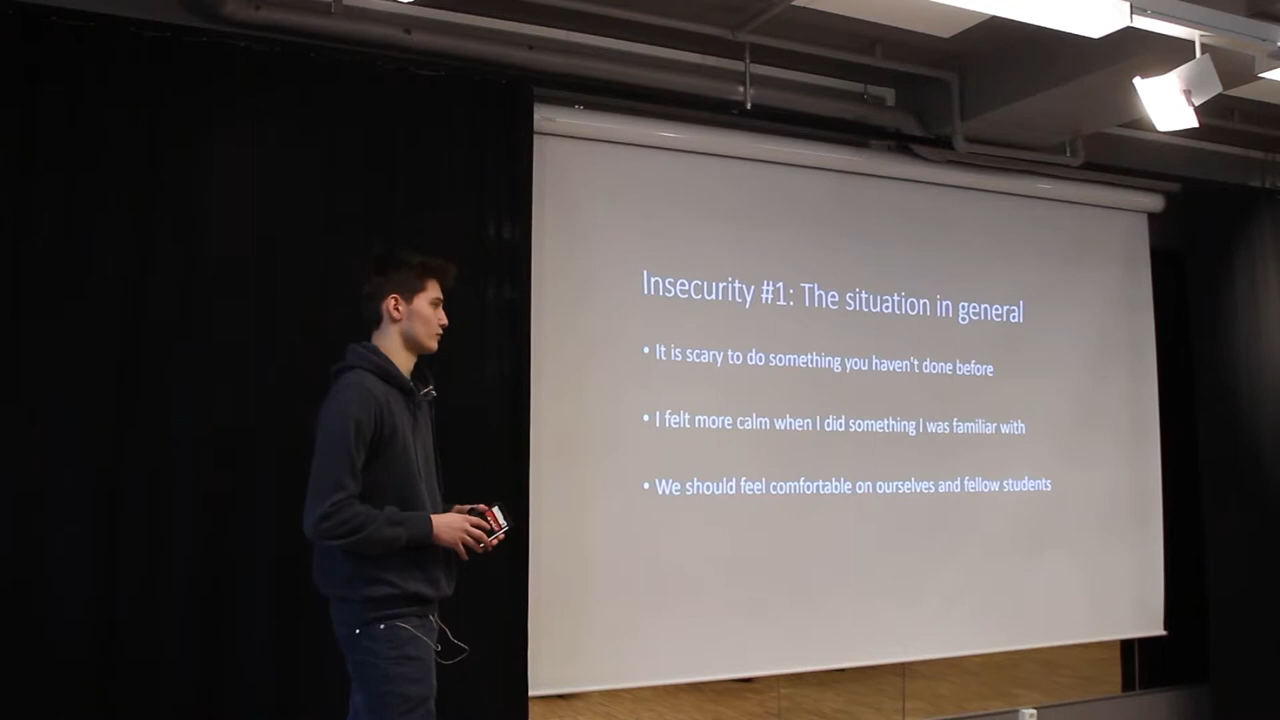 Insecurity #1: The situation in general
• It is scary to do something you haven't done before
• I felt more calm when I did something I was familiar with
• We should feel comfortable on ourselves and fellow students